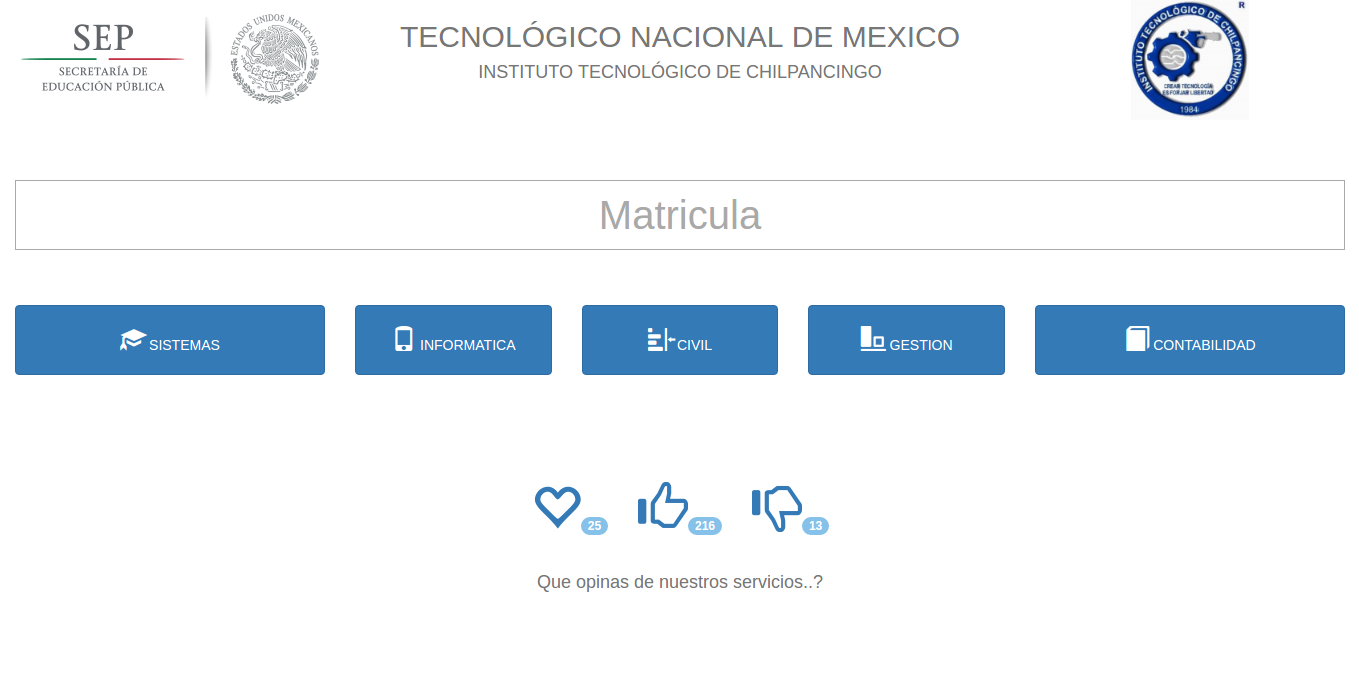 SEP
SECRETARÍA DE
EDUCACIÓN PÚBLICA
ESTADOS UNIDOS MEXICANOS
TECNOLÓGICO NACIONAL DE MEXICO
INSTITUTO TECNOLÓGICO DE CHILPANCINGO
R
INSTITUTO TECNOLÓGICO DE CHILPANCINGO
CREAR TECNOLOGÍA
ES FORJAR LIBERTAD
1984
Matricula
SISTEMAS
INFORMATICA
CIVIL
GESTION
CONTABILIDAD
25
216
13
Que opinas de nuestros servicios..?